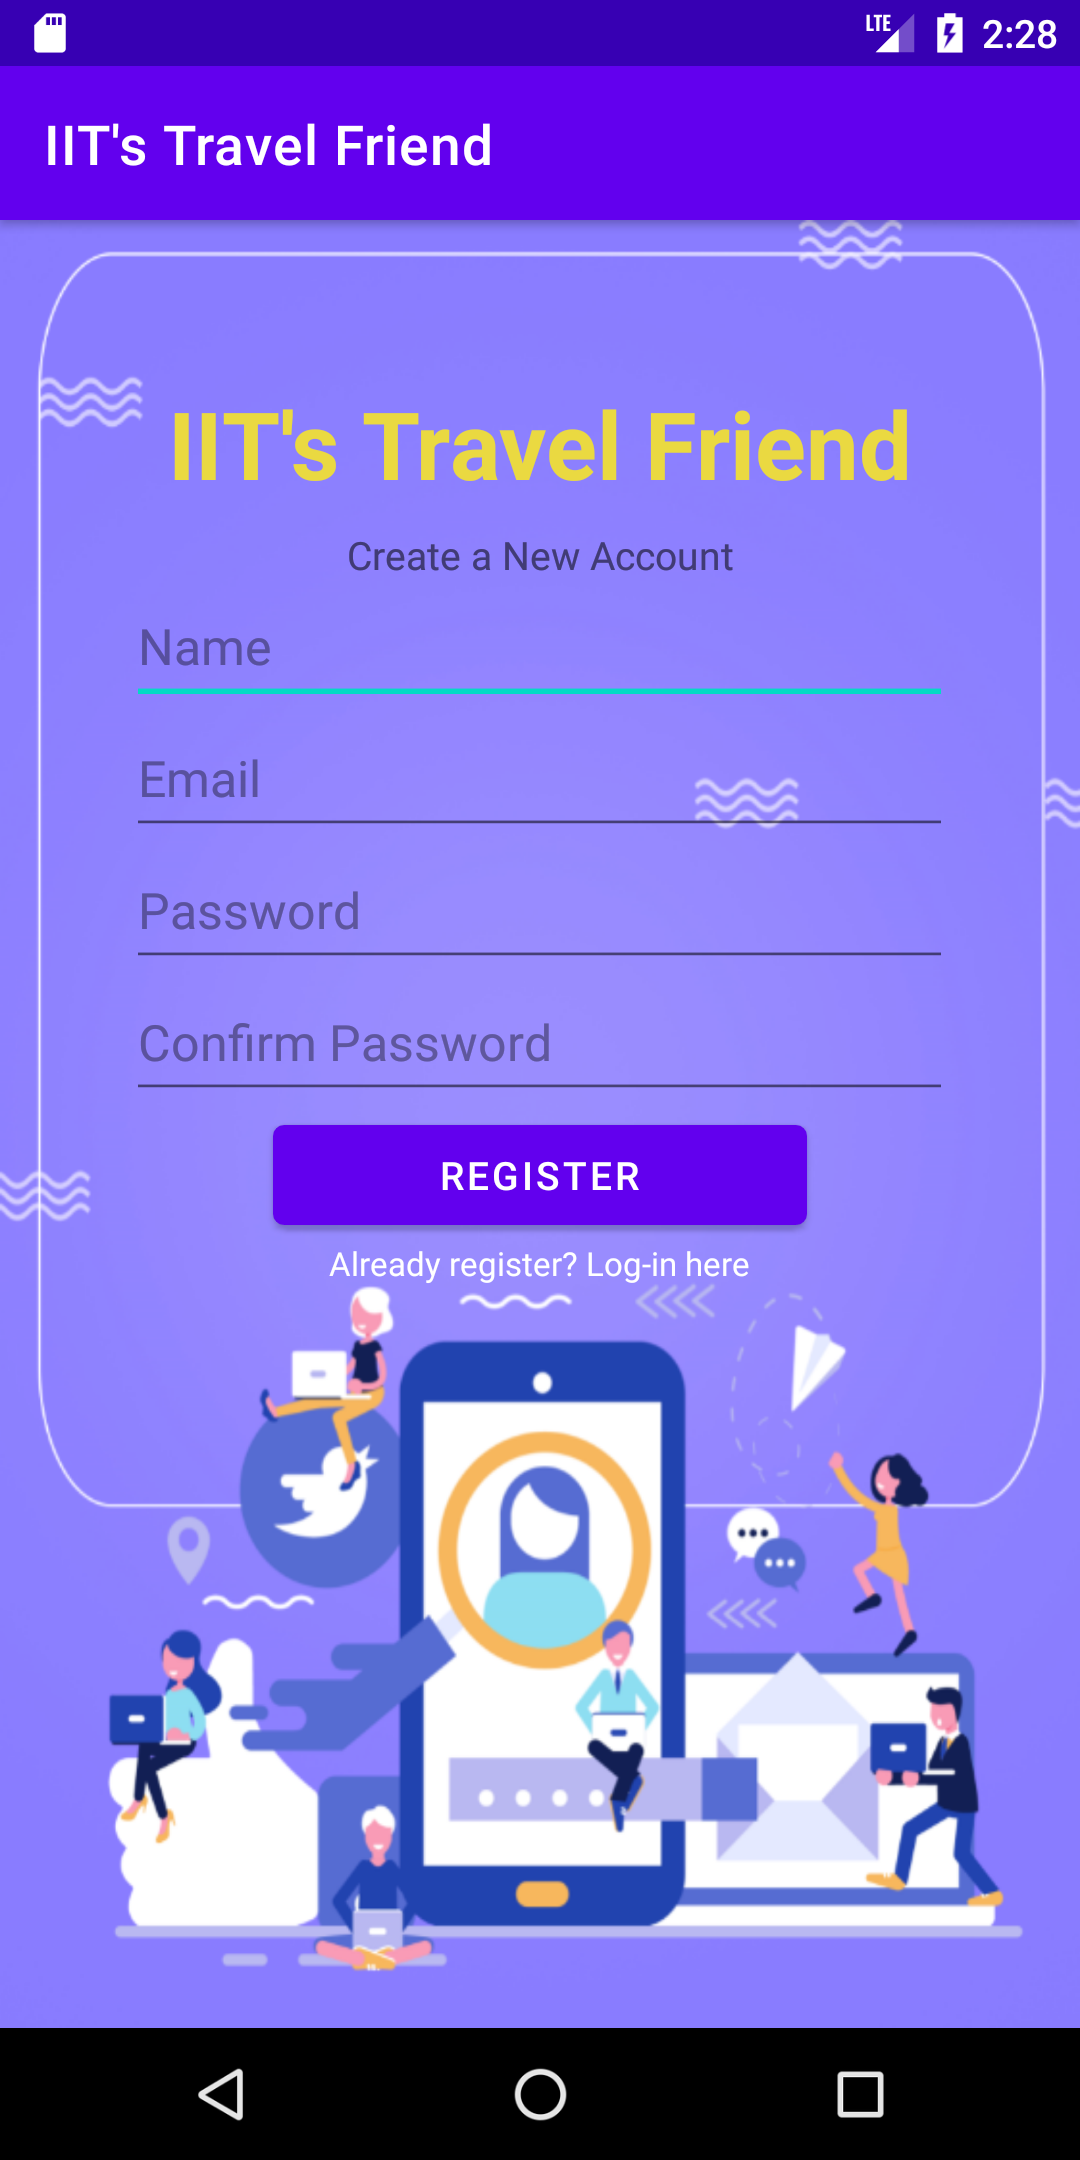 LTE 2:28
IIT's Travel Friend
IIT's Travel Friend
Create a New Account
Name
Email
Password
Confirm Password
REGISTER
Already register? Log-in here